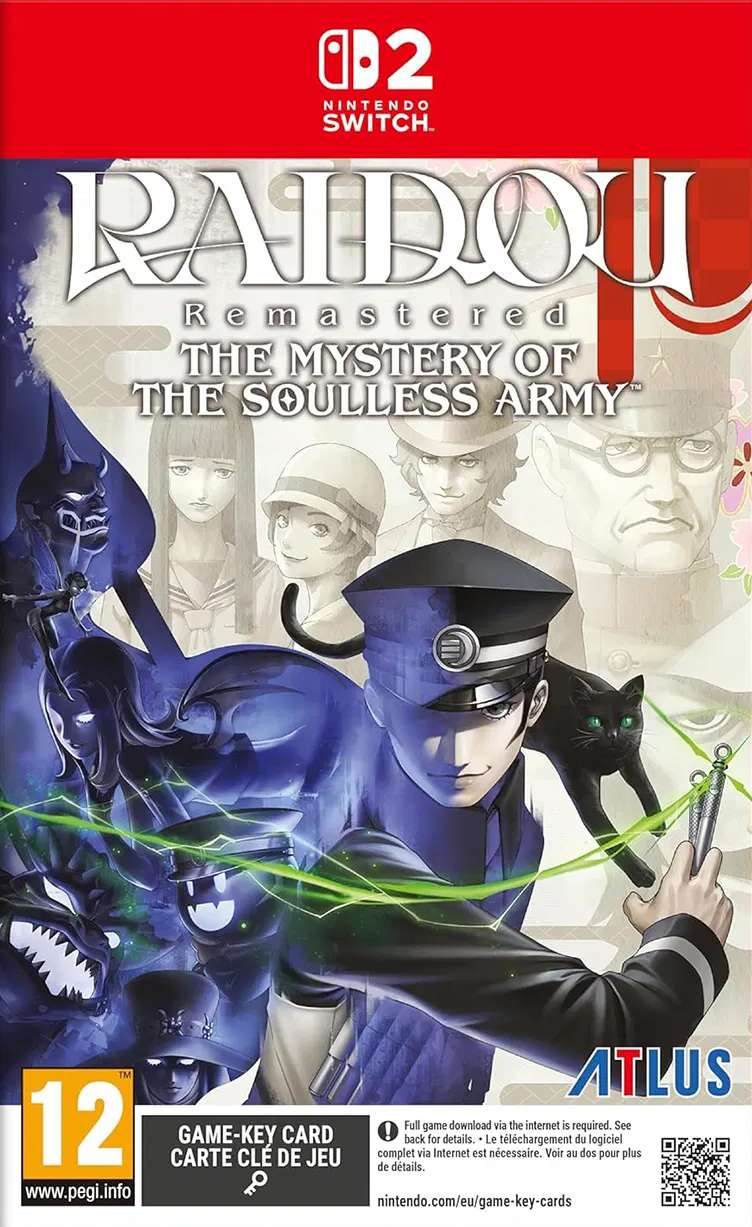 2
NINTENDO
SWITCH™
RAIDOU
Remastered
THE MYSTERY OF
THE SOULLESS ARMY™
ATLUS
12™
www.pegi.info
GAME-KEY CARD
CARTE CLÉ DE JEU
Full game download via the internet is required. See
back for details. • Le téléchargement du logiciel
complet via Internet est nécessaire. Voir au dos pour plus
de détails.
nintendo.com/eu/game-key-cards